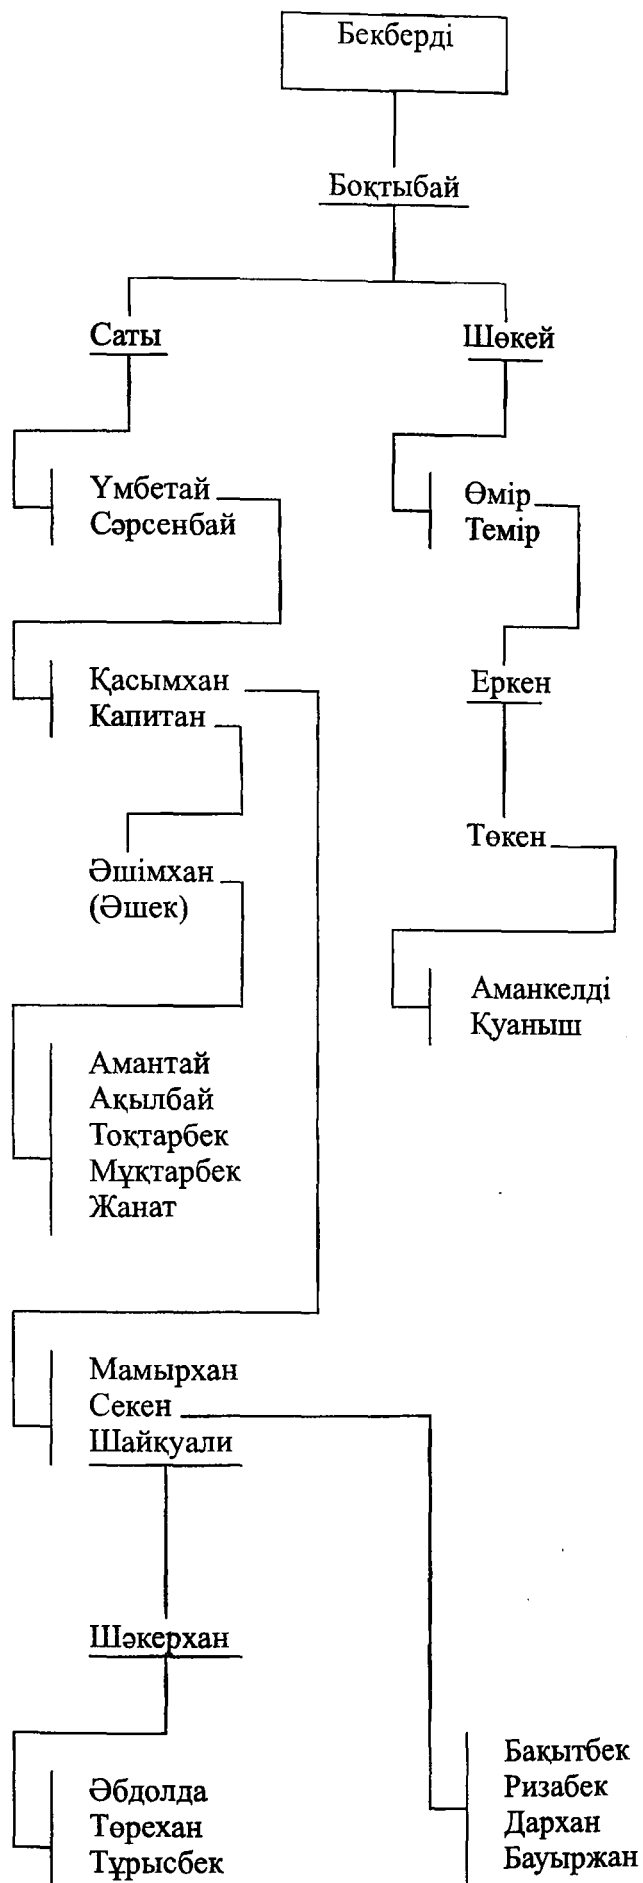 Бекберді
Боқтыбай
Саты
Шөкей
Үмбетай
Сәрсенбай
Өмір
Темір
Қасымхан
Капитан
Еркен
Төкен
Әшімхан
(Әшек)
Аманкелді
Қуаныш
Амантай
Ақылбай
Тоқтарбек
Мұқтарбек
Жанат
Мамырхан
Секен
Шайқуали
Шәкерхан
Бақытбек
Ризабек
Дархан
Бауыржан
Әбдолда
Төрехан
Тұрысбек